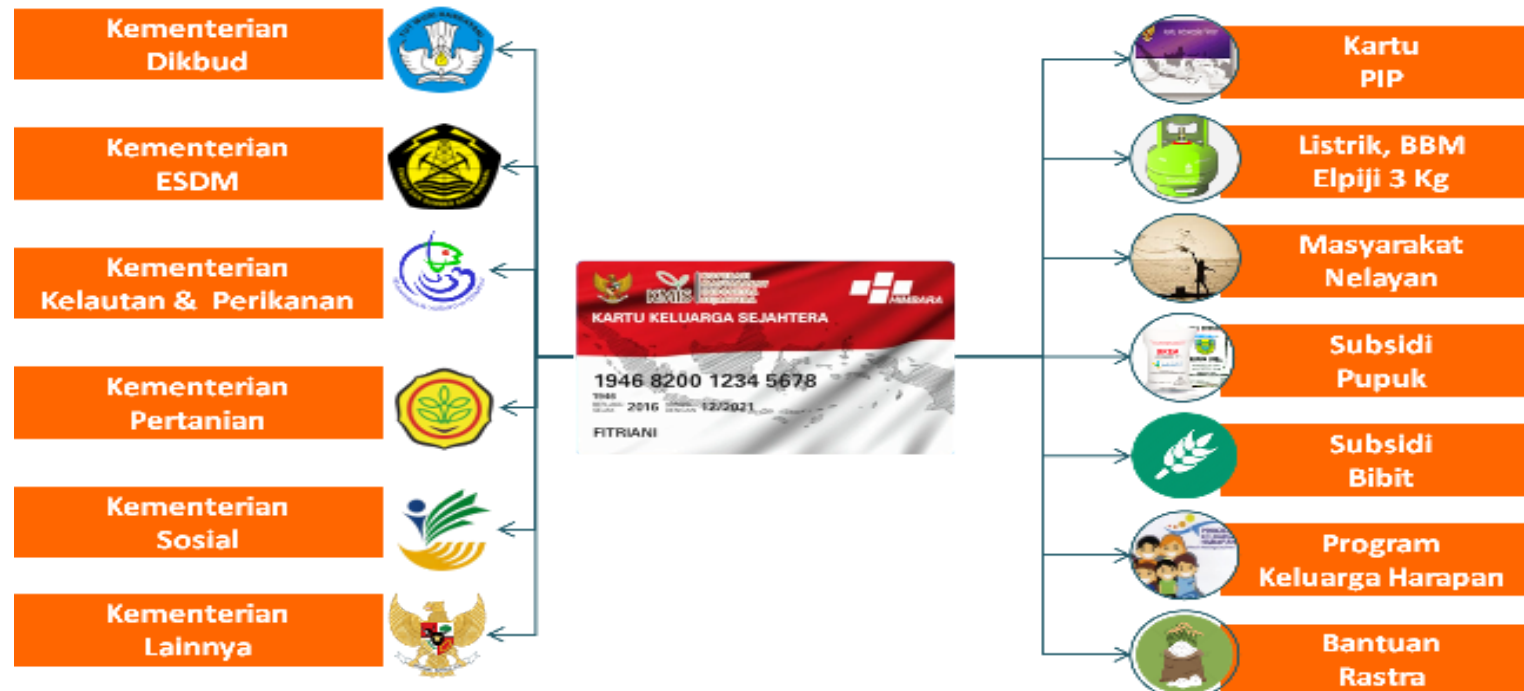 Kementerian
Dikbud
Kementerian
ESDM
Kementerian
Kelautan & Perikanan
Kementerian
Pertanian
Kementerian
Sosial
Kementerian
Lainnya
KMIS
HIMBARA
KARTU KELUARGA SEJAHTERA
1946 8200 1234 5678
1946
2016 12/2021
FITRIANI
Kartu
PIP
Listrik, BBM
Elpiji 3 Kg
Masyarakat
Nelayan
Subsidi
Pupuk
Subsidi
Bibit
Program
Keluarga Harapan
Bantuan
Rastra